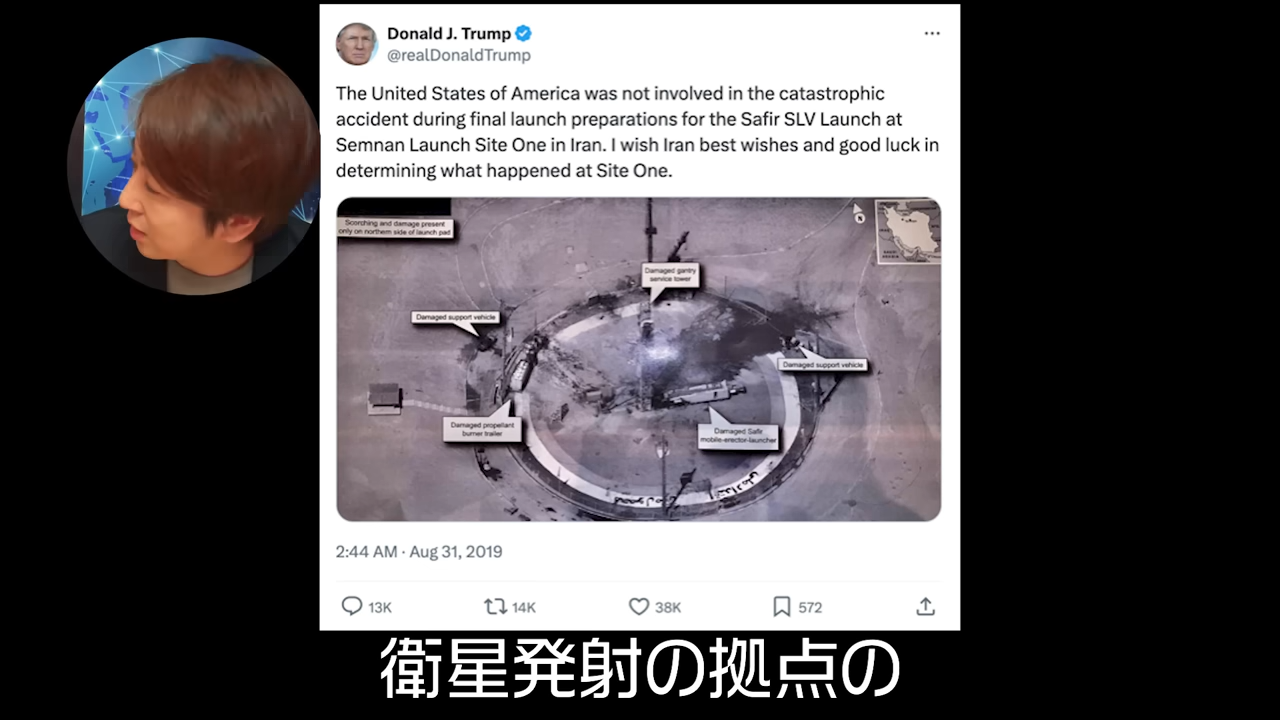 Donald J. Trump
@realDonaldTrump
The United States of America was not involved in the catastrophic
accident during final launch preparations for the Safir SLV Launch at
Semnan Launch Site One in Iran. I wish Iran best wishes and good luck in
determining what happened at Site One.
Scorching and damage present
only on northern side of launch pad
Damaged gantry
service tower
Damaged support vehicle
Damaged support vehicle
Damaged propellant
burner trailer
Damaged Safir
mobile-erector-launcher
2:44 AM · Aug 31, 2019
13K
14K
38K
572
衛星発射の拠点の